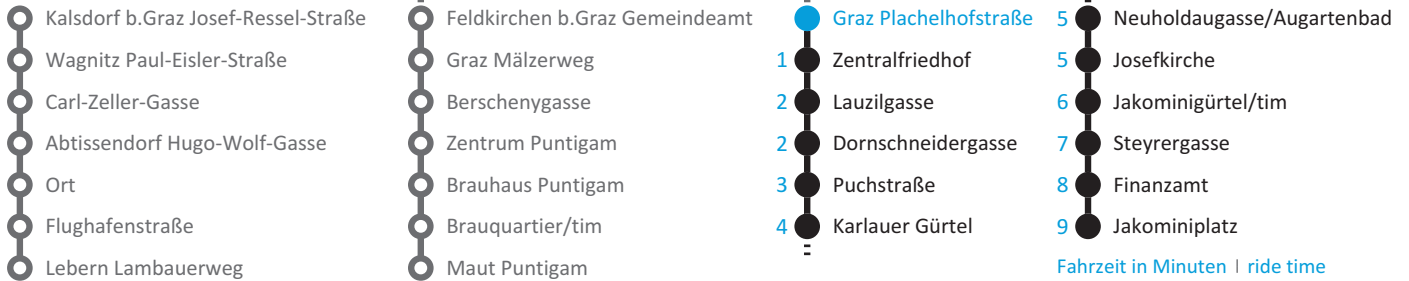 Kalsdorf b.Graz Josef-Ressel-Straße
Wagnitz Paul-Eisler-Straße
Carl-Zeller-Gasse
Abtissendorf Hugo-Wolf-Gasse
Ort
Flughafenstraße
Lebern Lambauerweg
Feldkirchen b.Graz Gemeindeamt
Graz Mälzerweg
Berschenygasse
Zentrum Puntigam
Brauhaus Puntigam
Brauquartier/tim
Maut Puntigam
Graz Plachelhofstraße
1 Zentralfriedhof
2 Lauzilgasse
2 Dornschneidergasse
3 Puchstraße
4 Karlauer Gürtel
5 Neuholdaugasse/Augartenbad
5 Josefkirche
6 Jakominigürtel/tim
7 Steyrergasse
8 Finanzamt
9 Jakominiplatz
Fahrzeit in Minuten | ride time